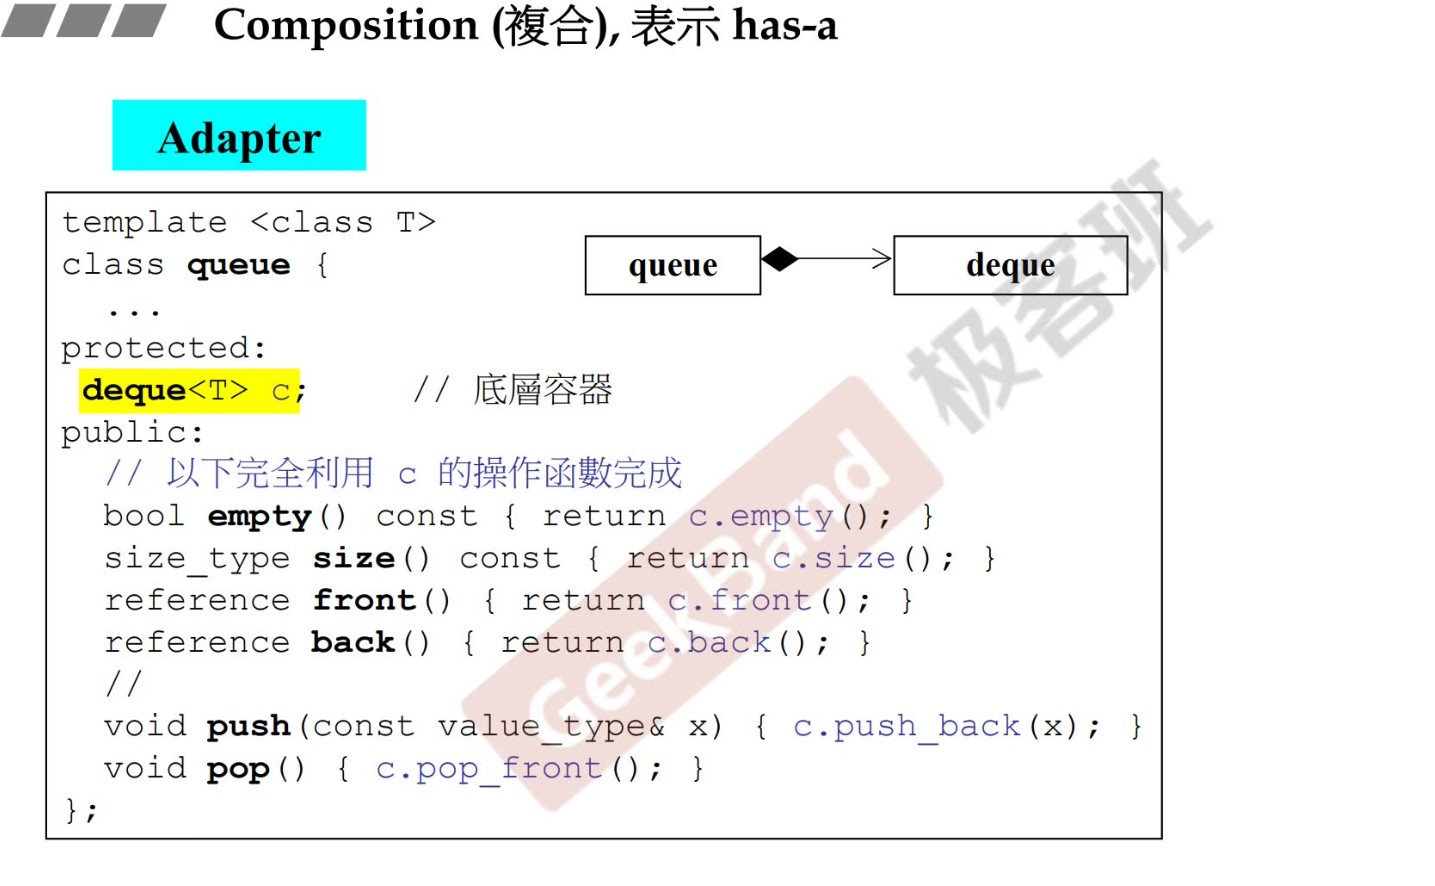 Composition (複合), 表示 has-a
Adapter
template <class T>
class queue {
...
protected:
deque<T> c; // 底層容器
public:
// 以下完全利用 c 的操作函數完成
bool empty() const { return c.empty(); }
size_type size() const { return c.size(); }
reference front() { return c.front(); }
reference back() { return c.back(); }
//
void push(const value_type& x) { c.push_back(x); }
void pop() { c.pop_front(); }
};
queue
deque
GeekBand
极客班